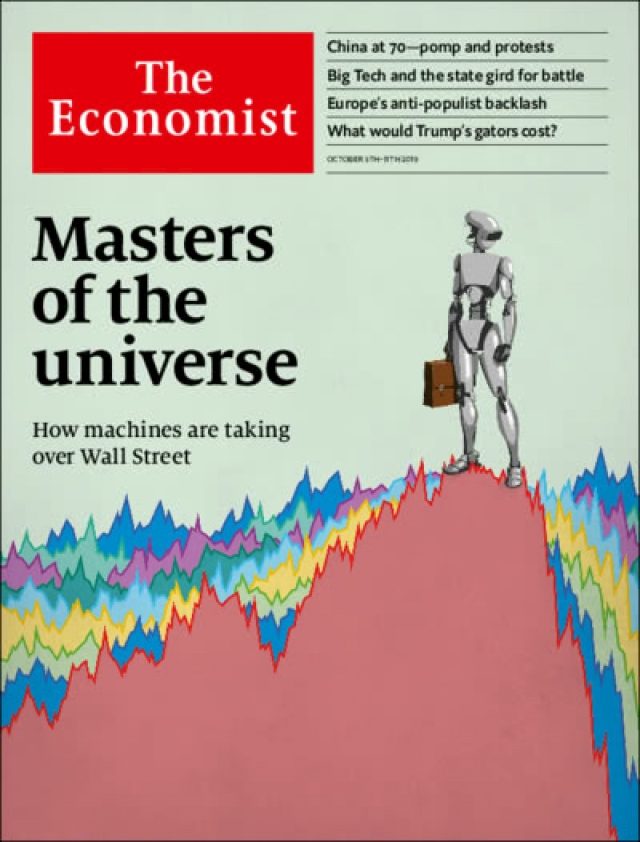 The
Economist
China at 70—pomp and protests
Big Tech and the state gird for battle
Europe's anti-populist backlash
What would Trump's gators cost?
OCTOBER 5TH–11TH 2019
Masters
of the
universe
How machines are taking
over Wall Street